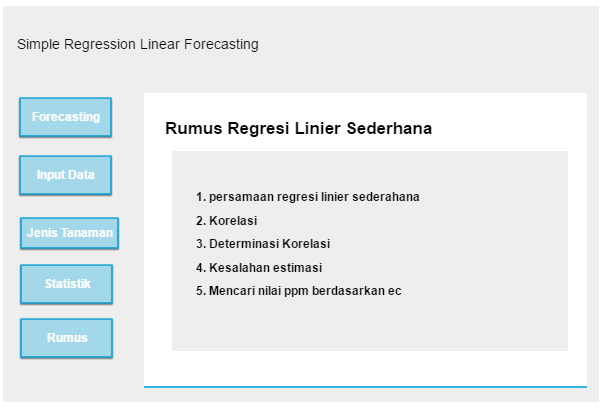 Simple Regression Linear Forecasting
Forecasting
Input Data
Jenis Tanaman
Statistik
Rumus
Rumus Regresi Linier Sederhana
1. persamaan regresi linier sederahana
2. Korelasi
3. Determinasi Korelasi
4. Kesalahan estimasi
5. Mencari nilai ppm berdasarkan ec